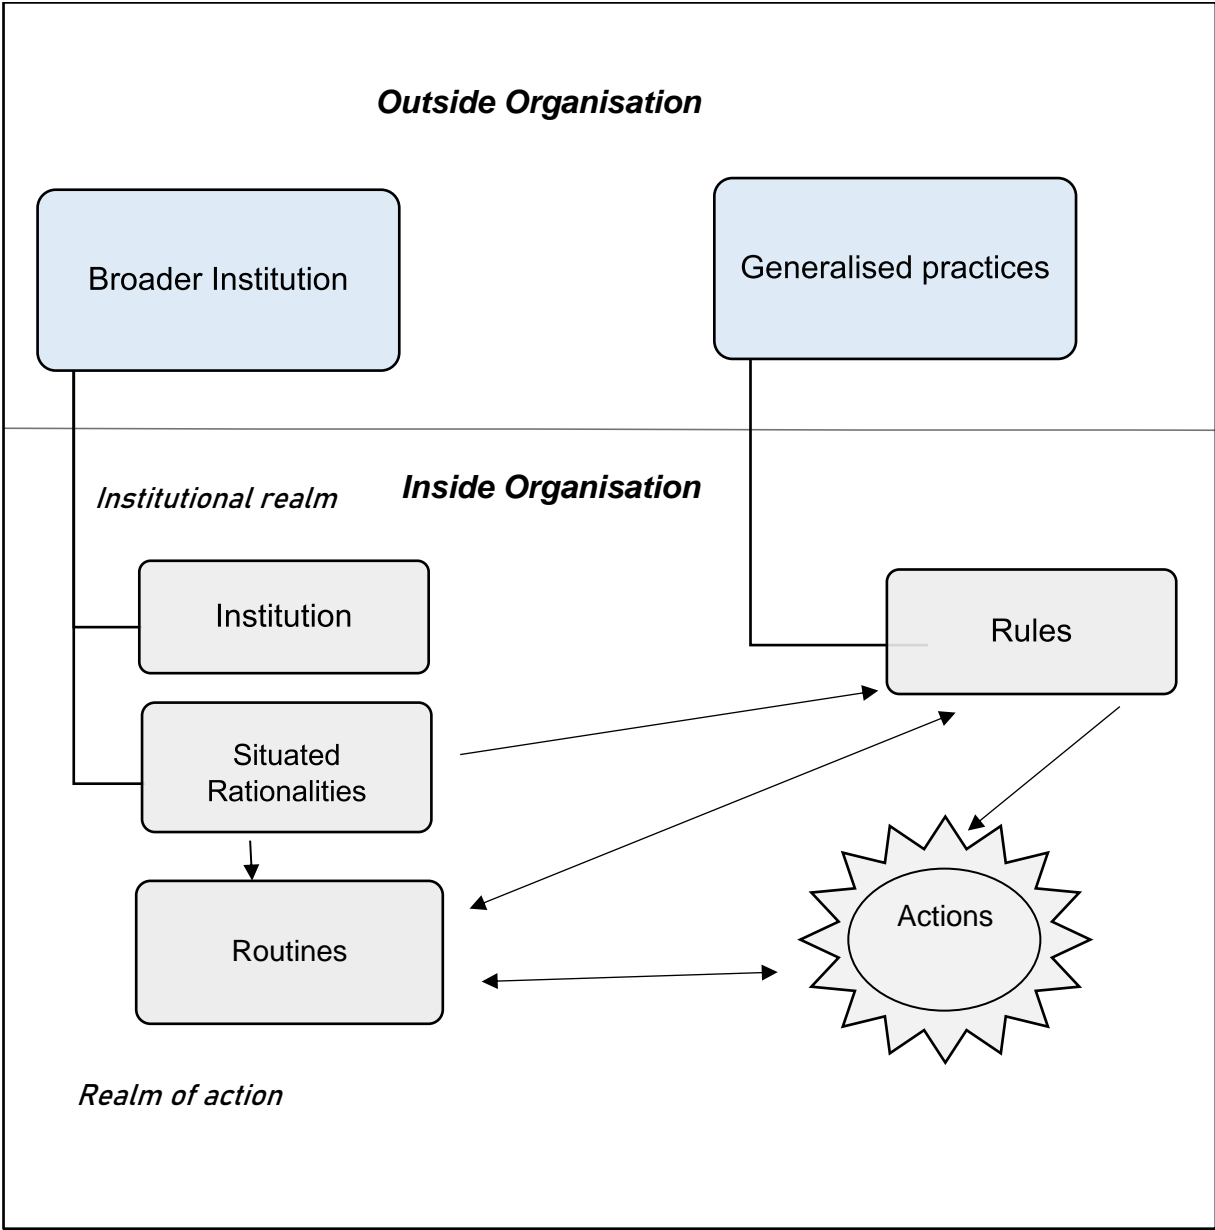 Outside Organisation
Broader Institution
Generalised practices
Institutional realm
Inside Organisation
Institution
Rules
Situated
Rationalities
Routines
Actions
Realm of action